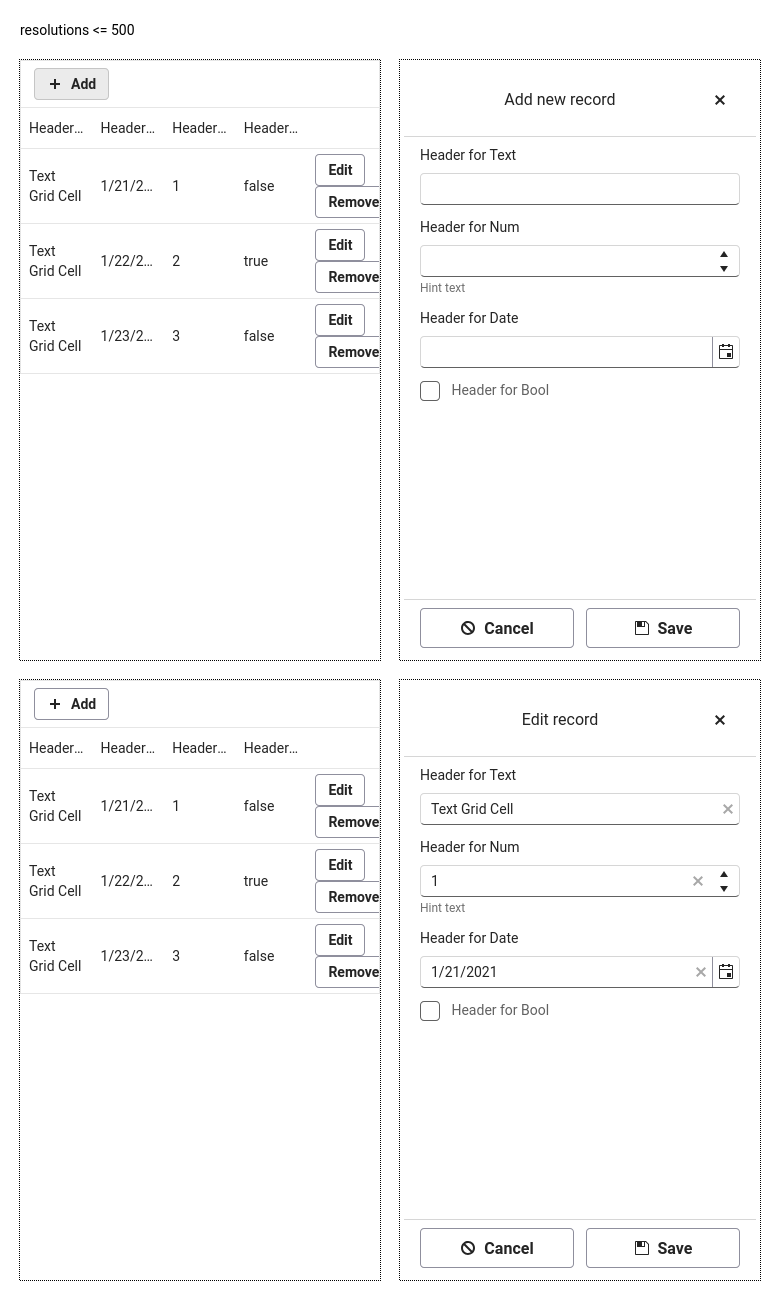 resolutions <= 500
Add
Header... Header... Header... Header...
Text
Grid Cell 1/21/2... 1 false Edit
Remove
Text
Grid Cell 1/22/2... 2 true Edit
Remove
Text
Grid Cell 1/23/2... 3 false Edit
Remove
Add new record
Header for Text
Header for Num
Hint text
Header for Date
Header for Bool
Cancel Save
Add
Header... Header... Header... Header...
Text
Grid Cell 1/21/2... 1 false Edit
Remove
Text
Grid Cell 1/22/2... 2 true Edit
Remove
Text
Grid Cell 1/23/2... 3 false Edit
Remove
Edit record
Header for Text
Text Grid Cell
Header for Num
1
Hint text
Header for Date
1/21/2021
Header for Bool
Cancel Save